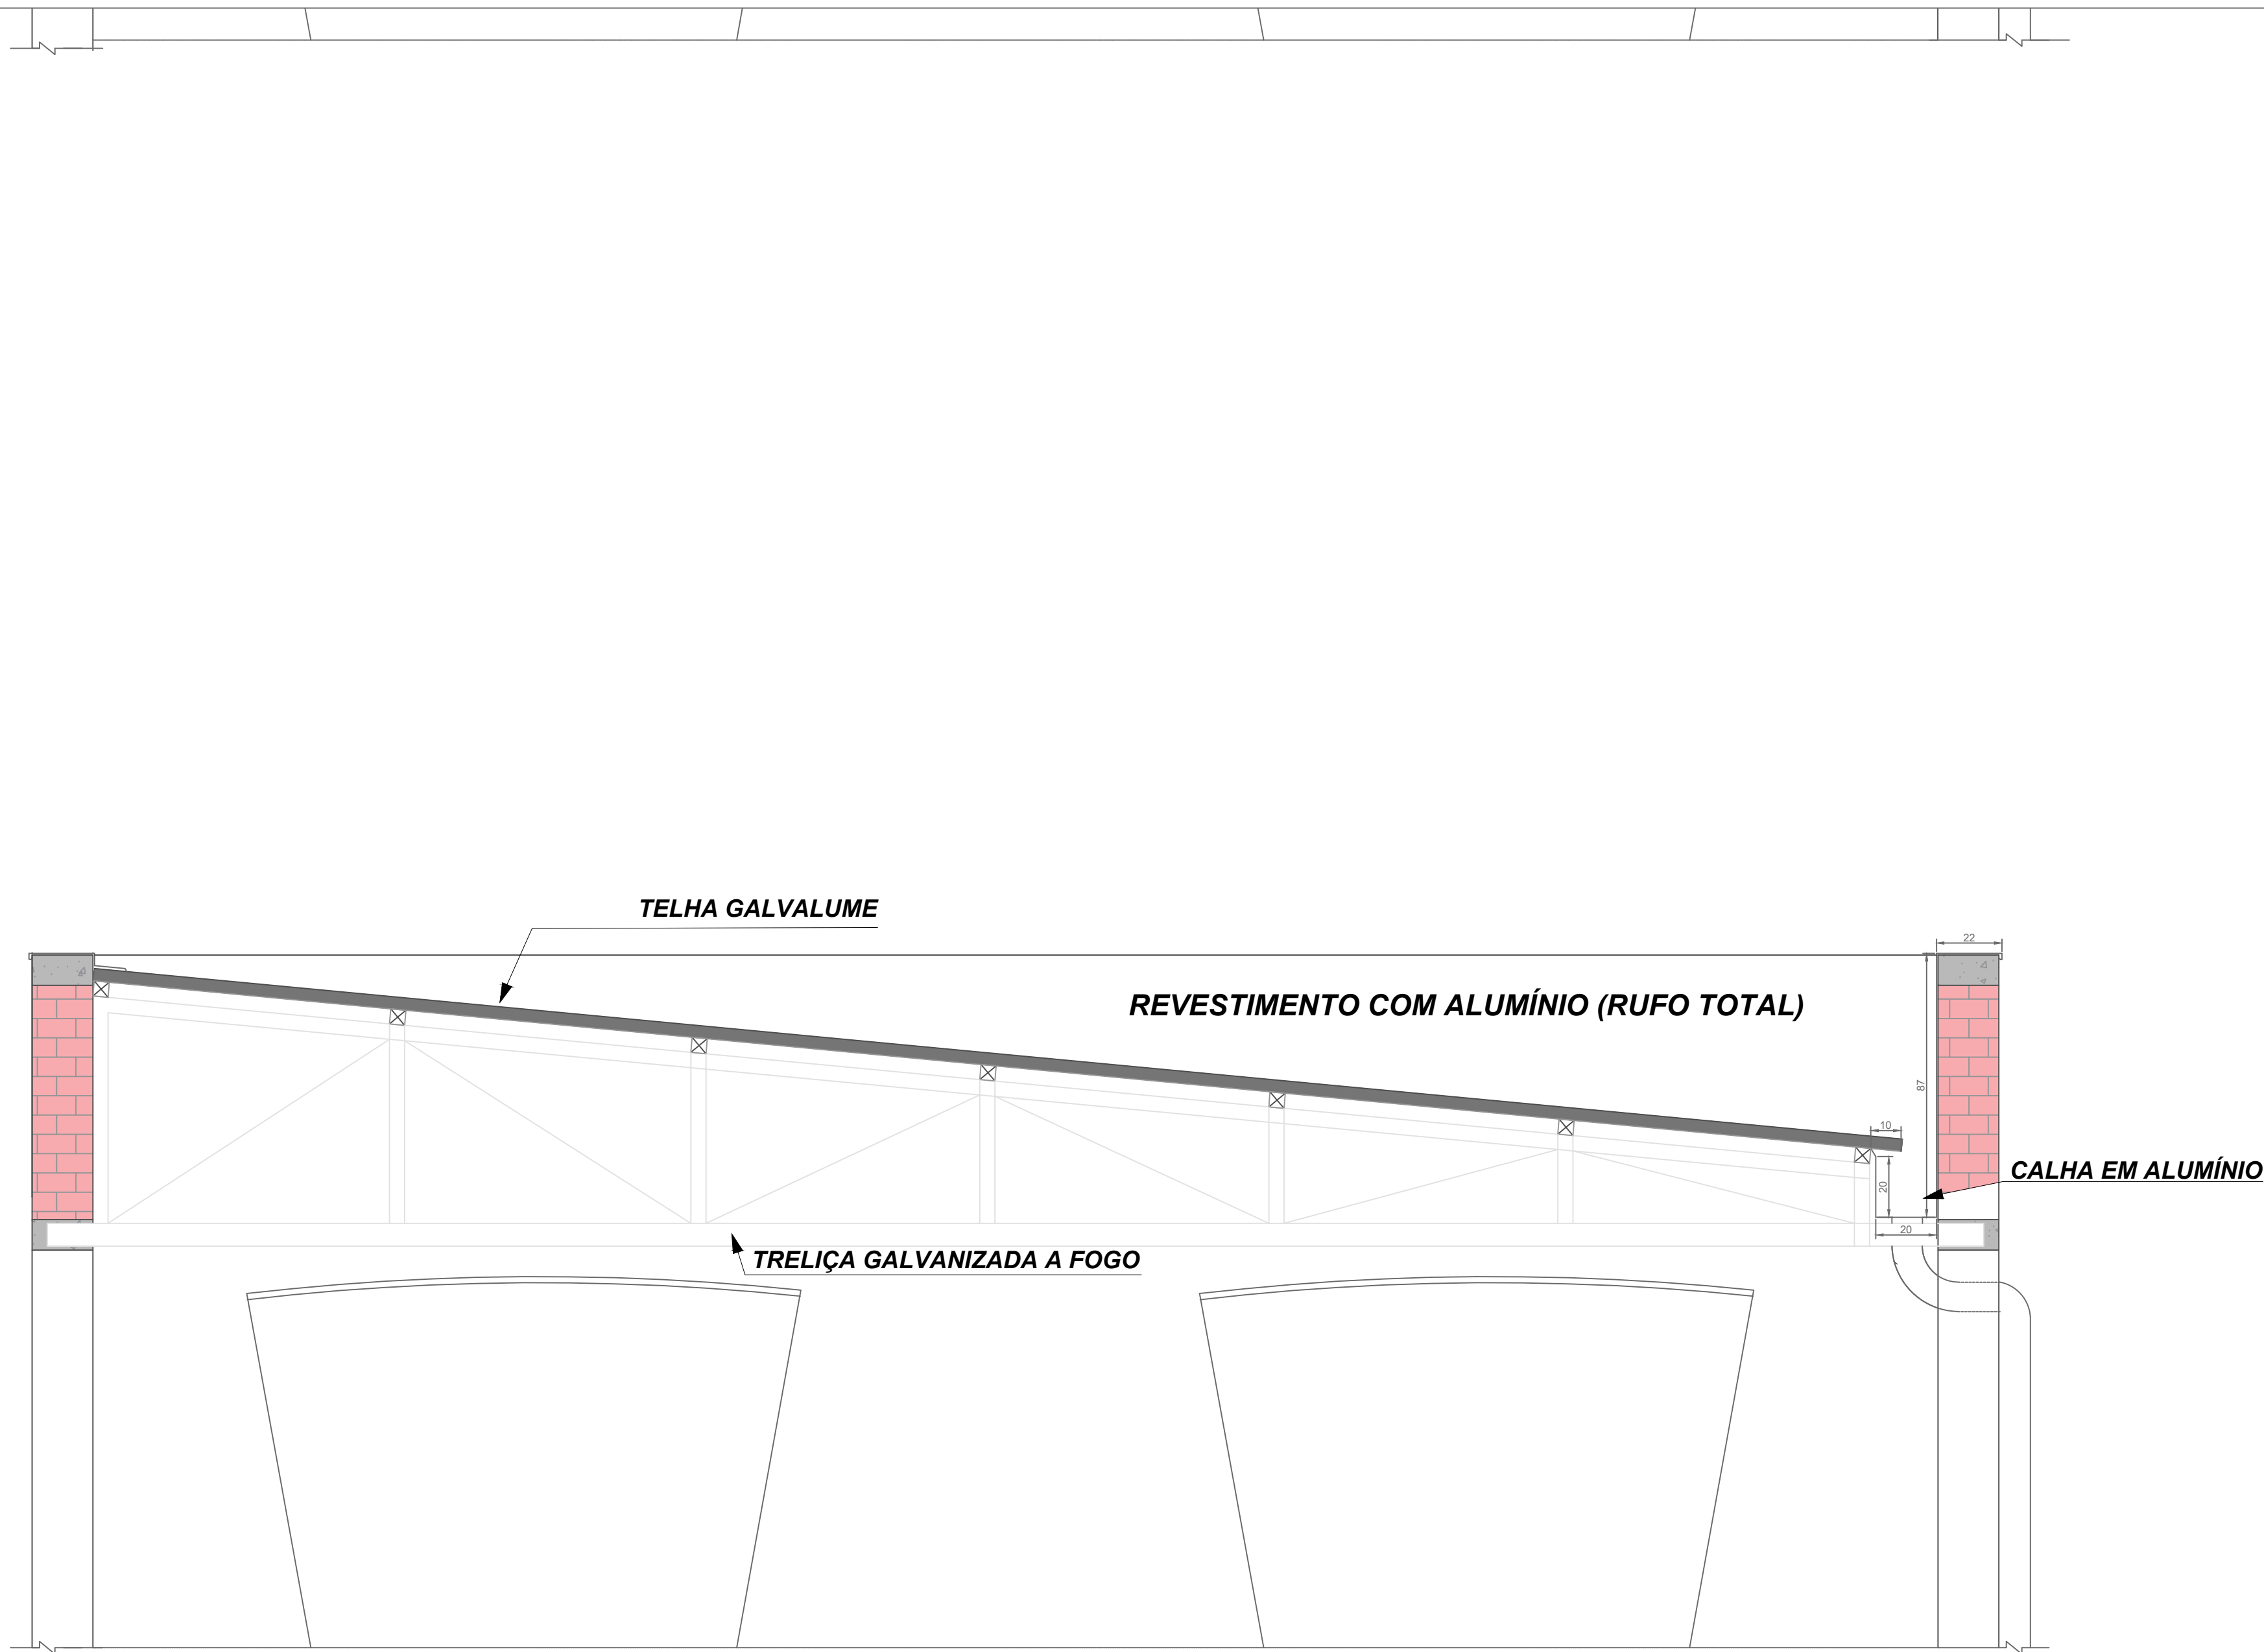 TELHA GALVALUME
22
REVESTIMENTO COM ALUMÍNIO (RUFO TOTAL)
87
10
CALHA EM ALUMÍNIO
20
20
TRELIÇA GALVANIZADA A FOGO